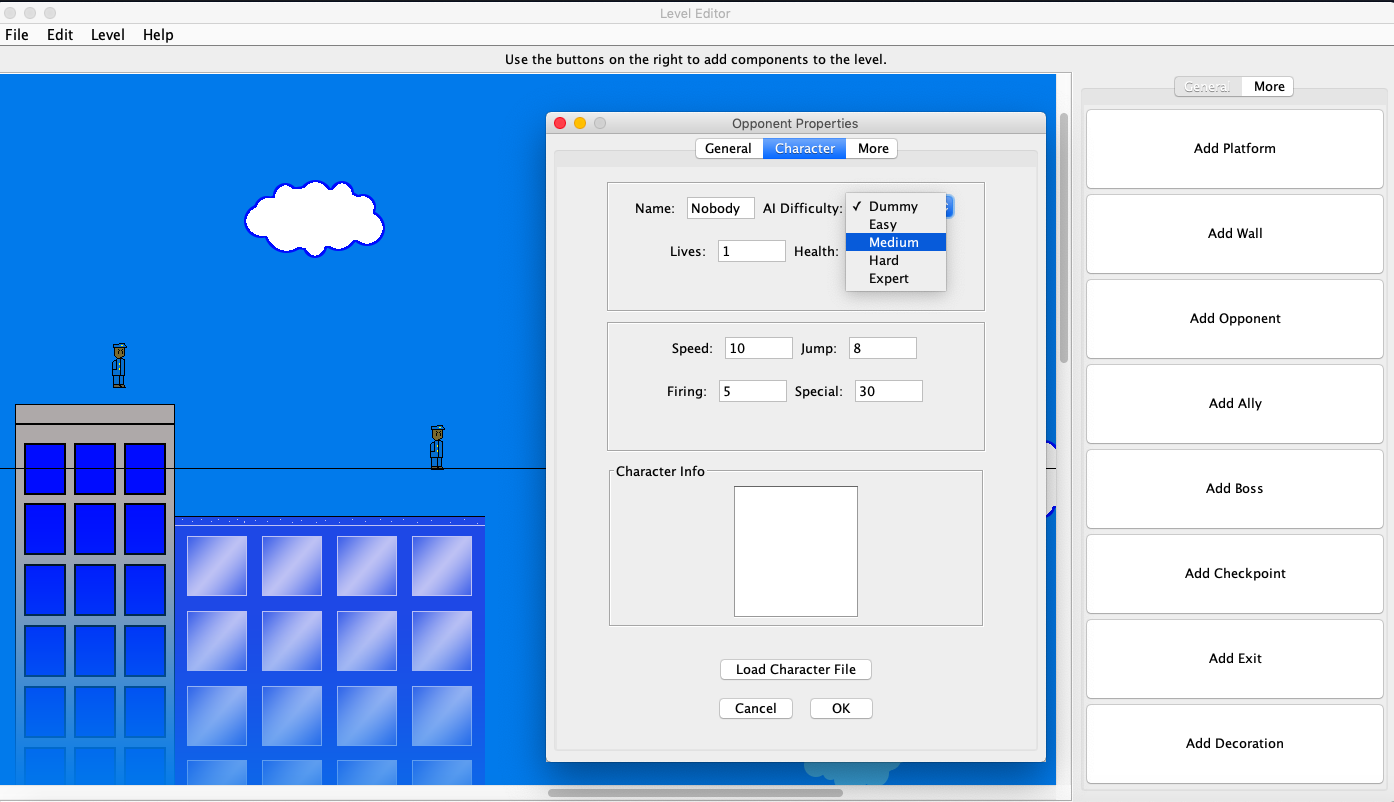 Level Editor
File Edit Level Help
Use the buttons on the right to add components to the level.
General More
Add Platform
Add Wall
Add Opponent
Add Ally
Add Boss
Add Checkpoint
Add Exit
Add Decoration
Opponent Properties
General Character More
Name: Nobody AI Difficulty:
✓ Dummy
Easy
Medium
Hard
Expert
Lives: 1 Health:
Speed: 10 Jump: 8
Firing: 5 Special: 30
Character Info
Load Character File
Cancel OK